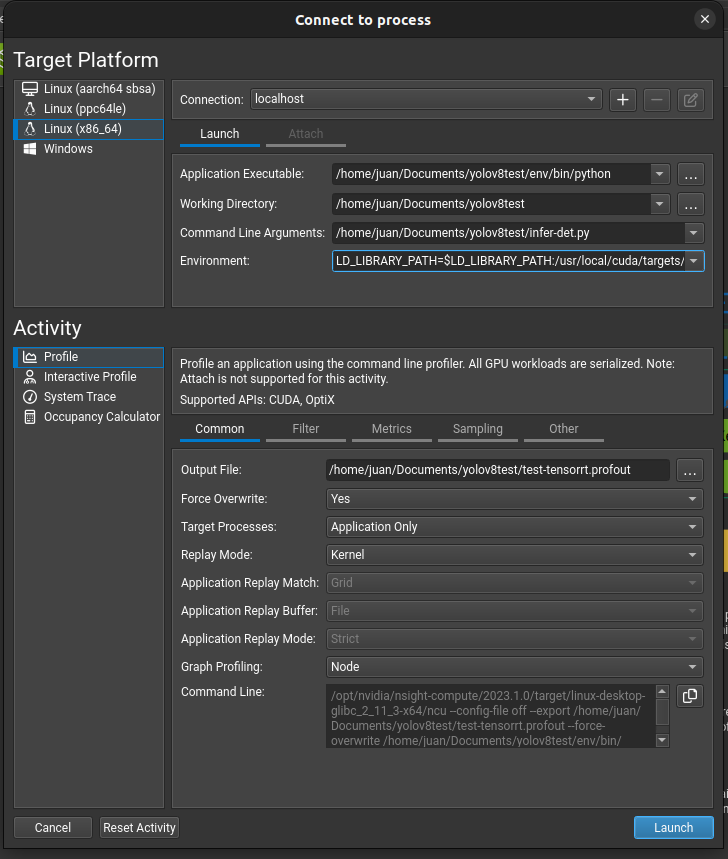 Connect to process
Target Platform
Linux (aarch64 sbsa)
Linux (ppc64le)
Linux (x86_64)
Windows
Connection:
localhost
Launch
Attach
Application Executable:
/home/juan/Documents/yolov8test/env/bin/python
...
Working Directory:
/home/juan/Documents/yolov8test
...
Command Line Arguments:
/home/juan/Documents/yolov8test/infer-det.py
Environment:
LD_LIBRARY_PATH=$LD_LIBRARY_PATH:/usr/local/cuda/targets/
Activity
Profile
Interactive Profile
System Trace
Occupancy Calculator
Profile an application using the command line profiler. All GPU workloads are serialized. Note:
Attach is not supported for this activity.
Supported APIs: CUDA, OptiX
Common
Filter
Metrics
Sampling
Other
Output File:
/home/juan/Documents/yolov8test/test-tensorrt.profout
...
Force Overwrite:
Yes
Target Processes:
Application Only
Replay Mode:
Kernel
Application Replay Match:
Grid
Application Replay Buffer:
File
Application Replay Mode:
Strict
Graph Profiling:
Node
Command Line:
/opt/nvidia/nsight-compute/2023.1.0/target/linux-desktop-
glibc_2_11_3-x64/ncu --config-file off --export /home/juan/
Documents/yolov8test/test-tensorrt.profout --force-
overwrite /home/juan/Documents/yolov8test/env/bin/
Cancel
Reset Activity
Launch